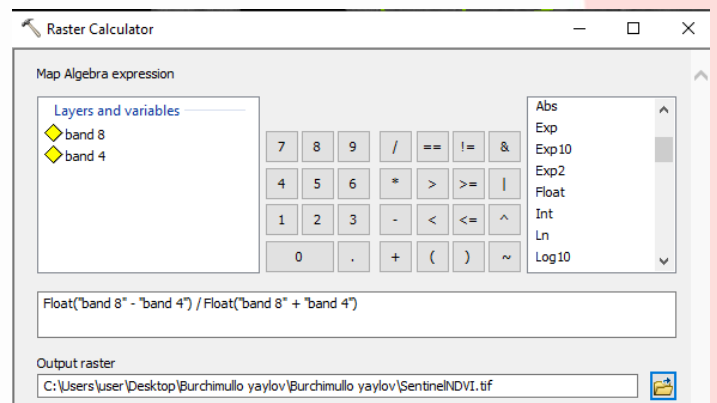 Raster Calculator
Map Algebra expression
Layers and variables
band 8
band 4
7 8 9 / == != &
4 5 6 * > >= |
1 2 3 - < <= ^
0 . + ( ) ~
Abs
Exp
Exp10
Exp2
Float
Int
Ln
Log10
Float("band 8" - "band 4") / Float("band 8" + "band 4")
Output raster
C:\Users\user\Desktop\Burchimullo yaylov\Burchimullo yaylov\SentinelNDVI.tif